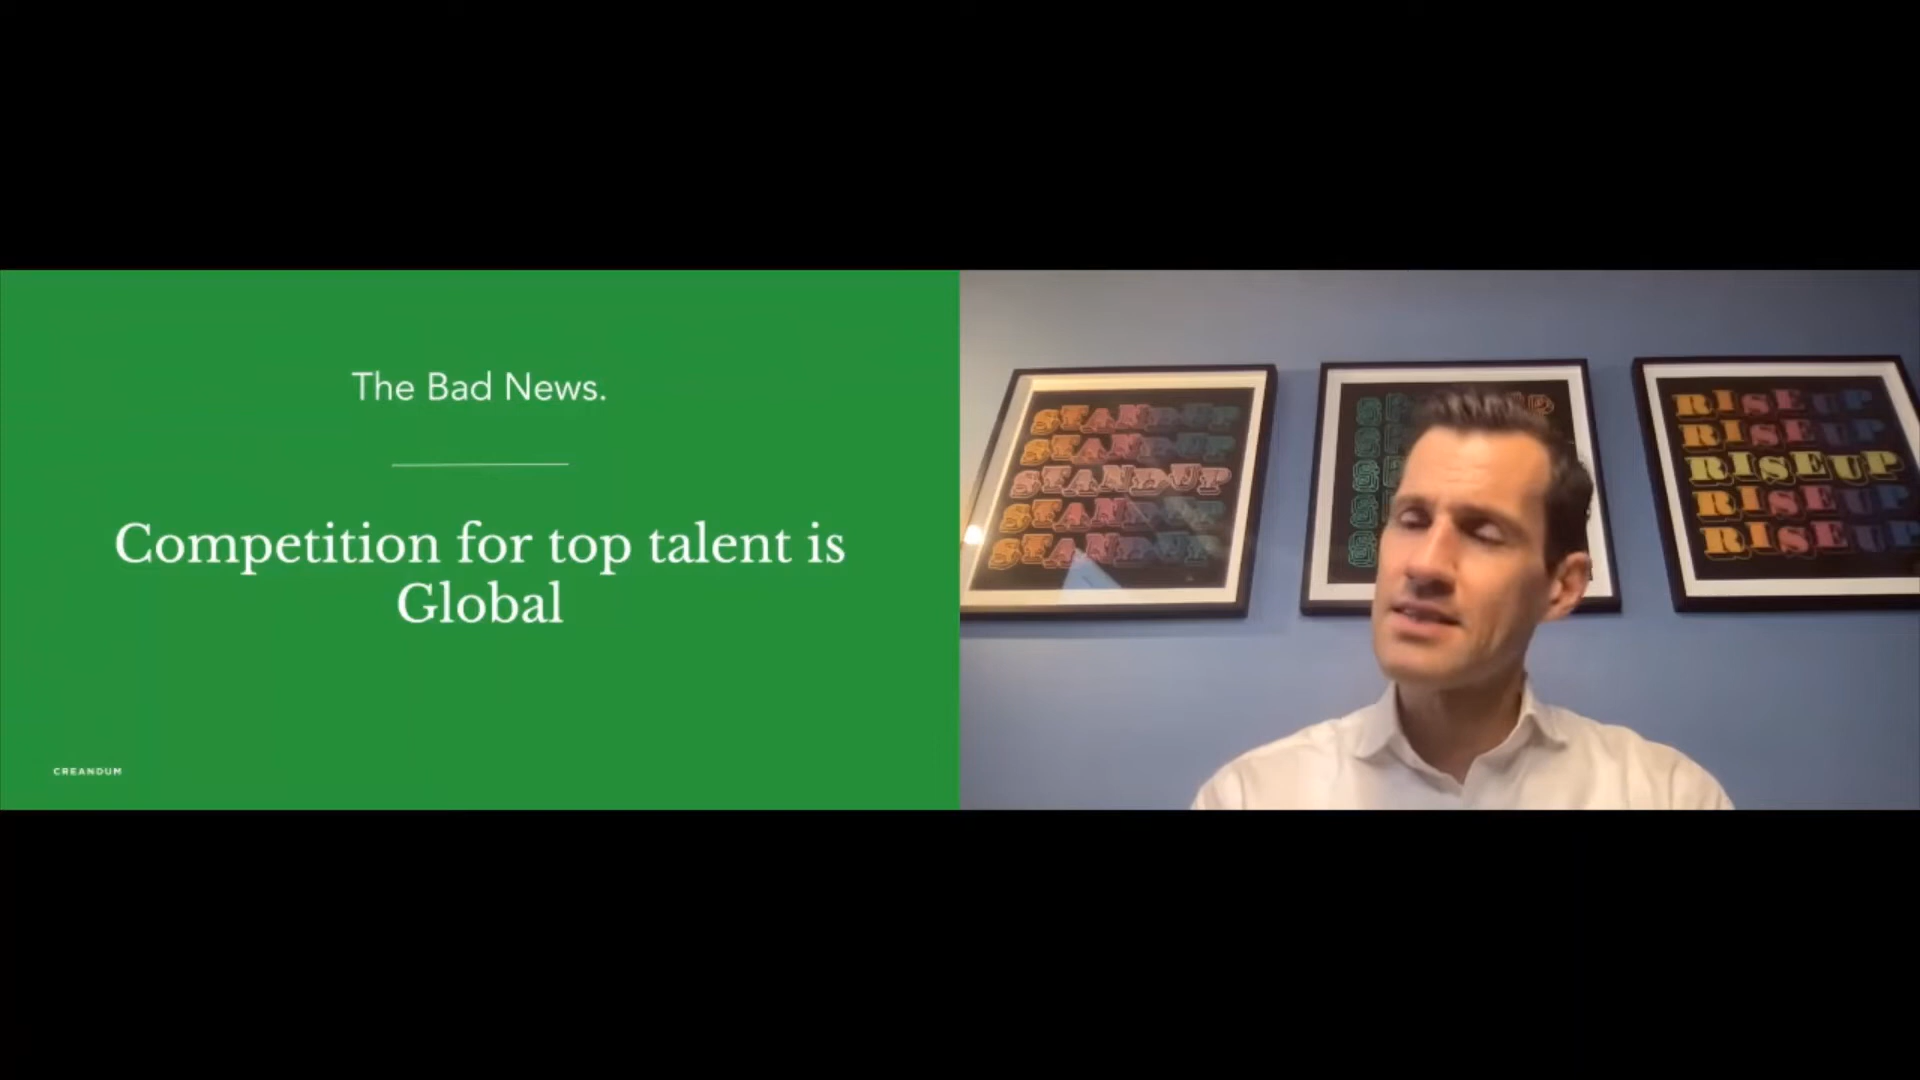 The Bad News.
Competition for top talent is
Global
CREANDUM
STANDUP
STANDUP
STANDUP
STANDUP
STANDUP
RISEUP
RISEUP
RISEUP
RISEUP
RISEUP